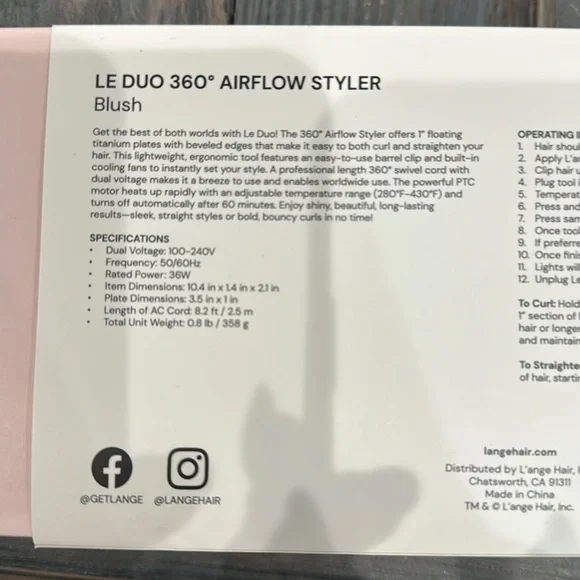 LE DUO 360° AIRFLOW STYLER
Blush
Get the best of both worlds with Le Duo! The 360° Airflow Styler offers 1" floating
titanium plates with beveled edges that make it easy to both curl and straighten your
hair. This lightweight, ergonomic tool features an easy-to-use barrel clip and built-in
cooling fans to instantly set your style. A professional length 360° swivel cord with
dual voltage makes it a breeze to use and enables worldwide use. The powerful PTC
motor heats up rapidly with an adjustable temperature range (280°F-430°F) and
turns off automatically after 60 minutes. Enjoy shiny, beautiful, long-lasting
results—sleek, straight styles or bold, bouncy curls in no time!
SPECIFICATIONS
• Dual Voltage: 100-240V
• Frequency: 50/60Hz
• Rated Power: 36W
• Item Dimensions: 10.4 in x 1.4 in x 2.1 in
• Plate Dimensions: 3.5 in x 1 in
• Length of AC Cord: 8.2 ft / 2.5 m
• Total Unit Weight: 0.8 lb / 358 g
@GETLANGE @LANGEHAIR
OPERATING
1. Hair shoul
2. Apply L'a
3. Clip hair u
4. Plug tool i
5. Temperat
6. Press and
7. Press sam
8. Once tool
9. If preferre
10. Once finis
11. Lights will
12. Unplug Le
To Curl: Hold
1" section of
hair or longer
and maintain
To Straighte
of hair, startin
langehair.com
Distributed by L'ange Hair,
Chatsworth, CA 91311
Made in China
TM & © L'ange Hair, Inc.